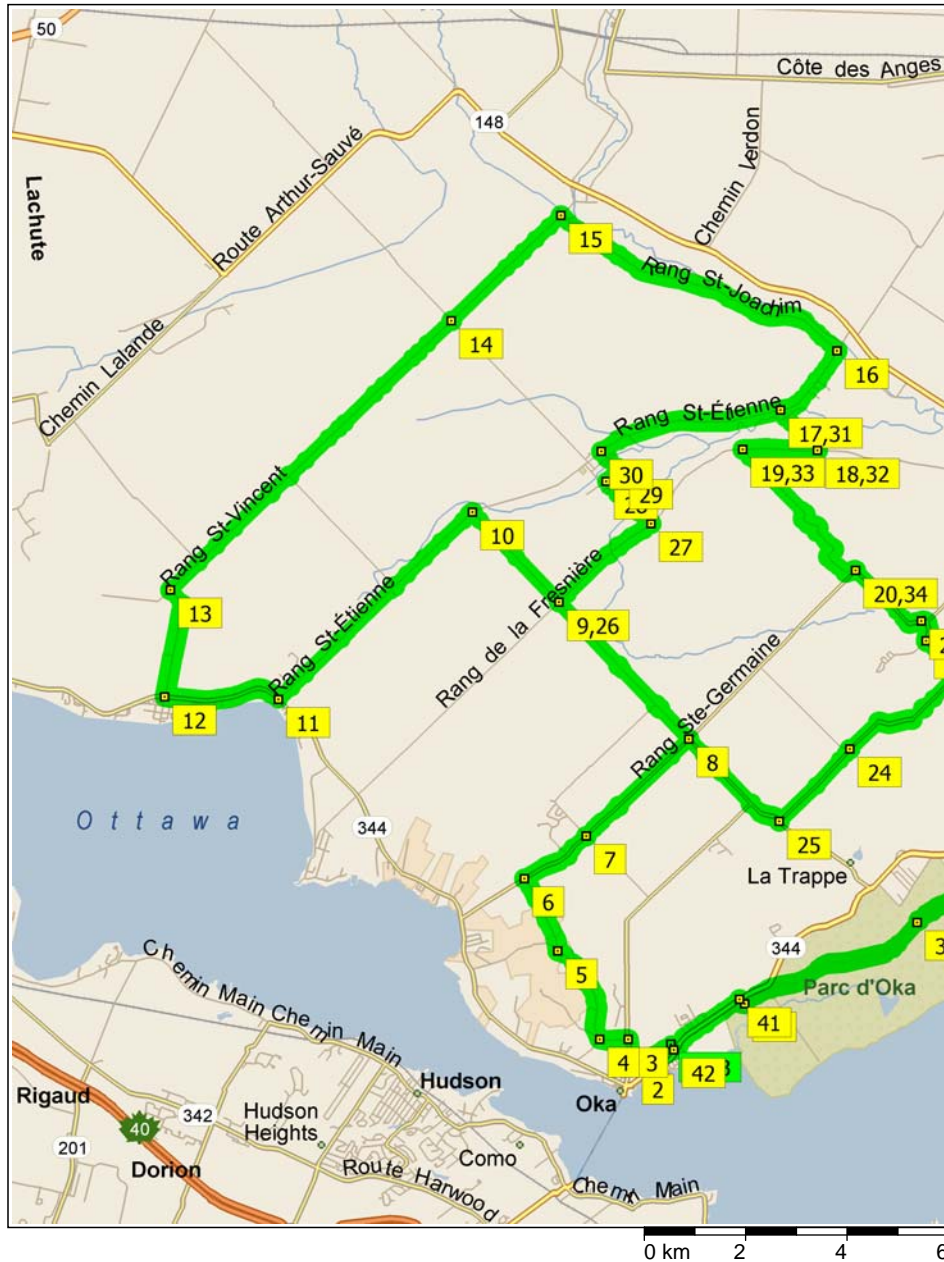 50
Côte des Anges
148
Chemin Verdon
Route Arthur-Sauvé
Lachute
15
Rang St-Joachim
Chemin Lalande
14
16
Rang St-Étienne
17,31
30
19,33
18,32
29
28
Rang St-Vincent
10
27
13
20,34
9,26
Rang St-Étienne
Rang de la Fresnière
Rang Ste-Germaine
12
11
8
24
Ottawa
344
7
25
La Trappe
6
344
5
Parc d'Oka
41
Chemin Main
Chemin Main
4
3
42
2
Hudson
Oka
Rigaud
342
Hudson Heights
40
201
Dorion
Como
Route Harwood
Chemin Main
0 km
2
4
6